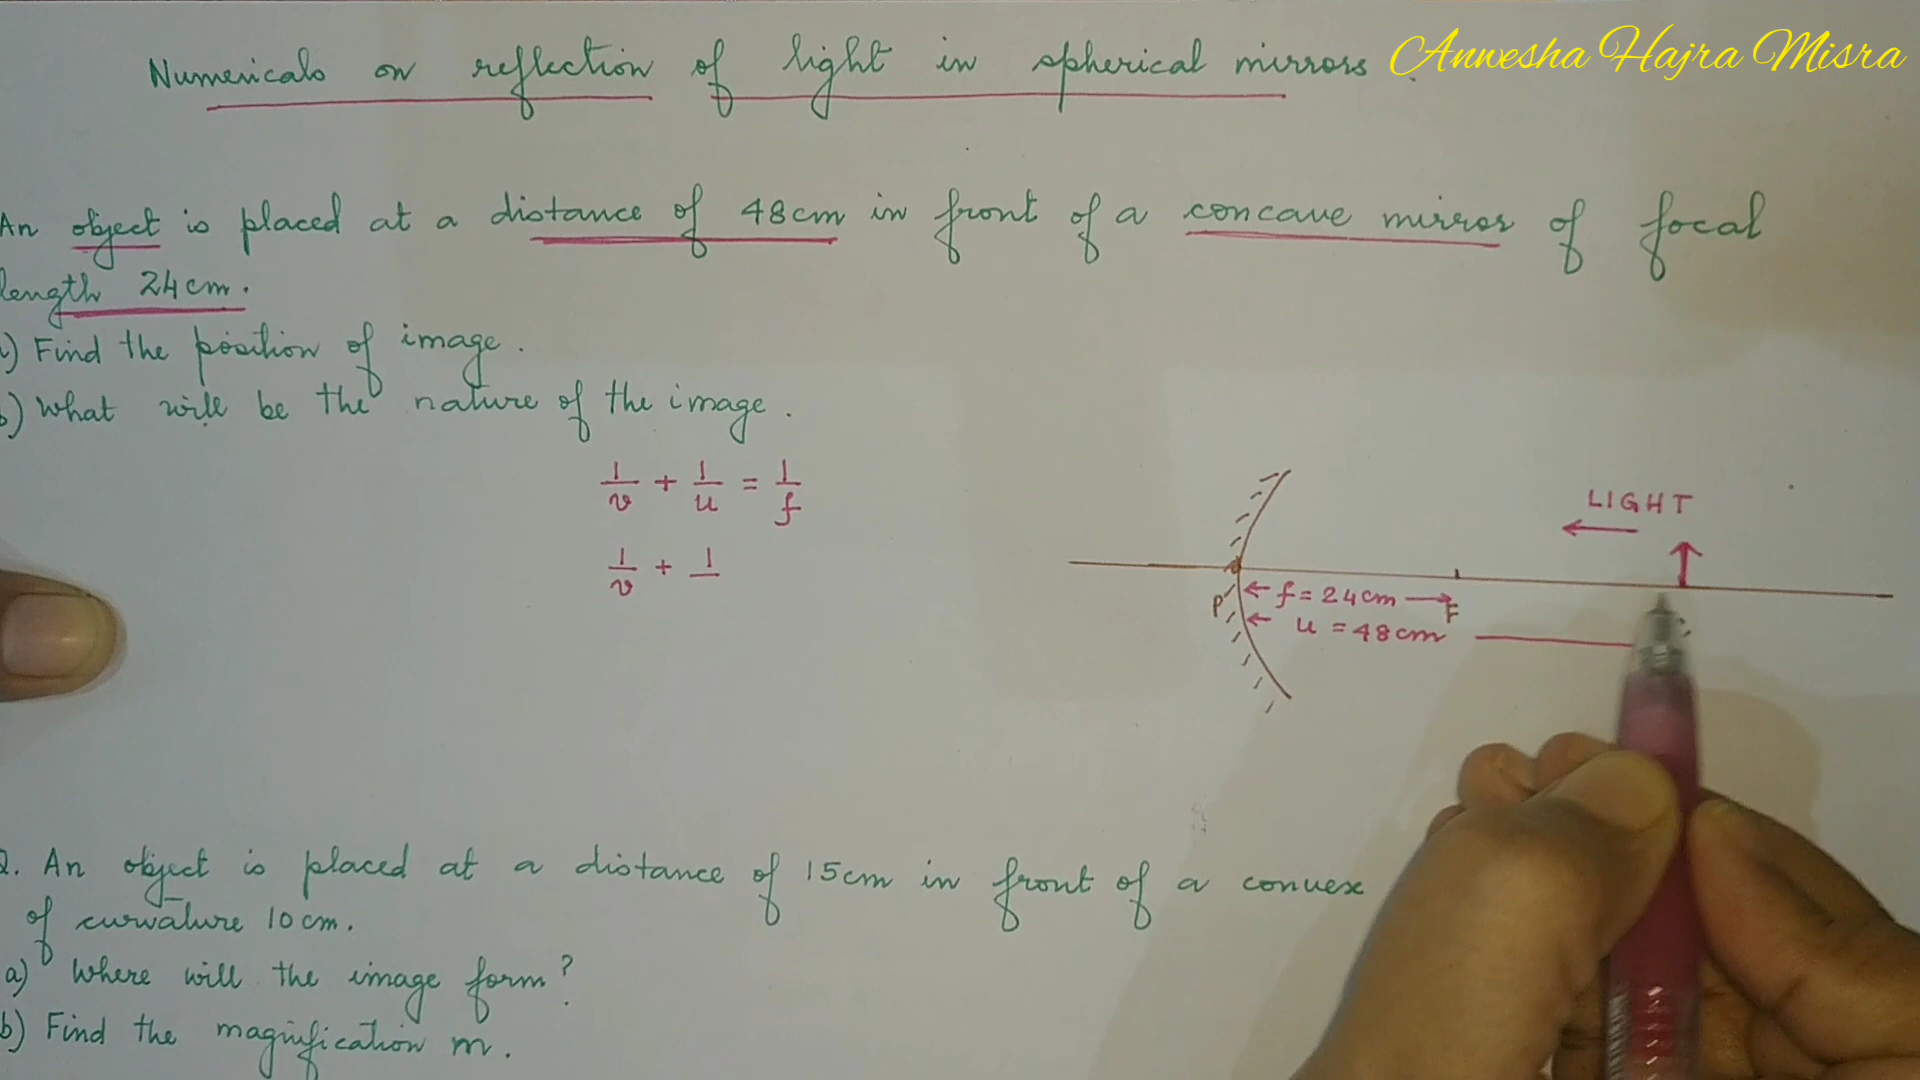 Numericals on reflection of light in spherical mirrors.
Anwesha Hajra Misra
An object is placed at a distance of 48cm in front of a concave mirror of focal
length 24cm.
) Find the position of image.
) What will be the nature of the image.
1/v + 1/u = 1/f
1/v + 1
LIGHT
P f = 24cm F
u = 48cm
2. An object is placed at a distance of 15cm in front of a convex
of curvature 10cm.
a) Where will the image form?
b) Find the magnification m.